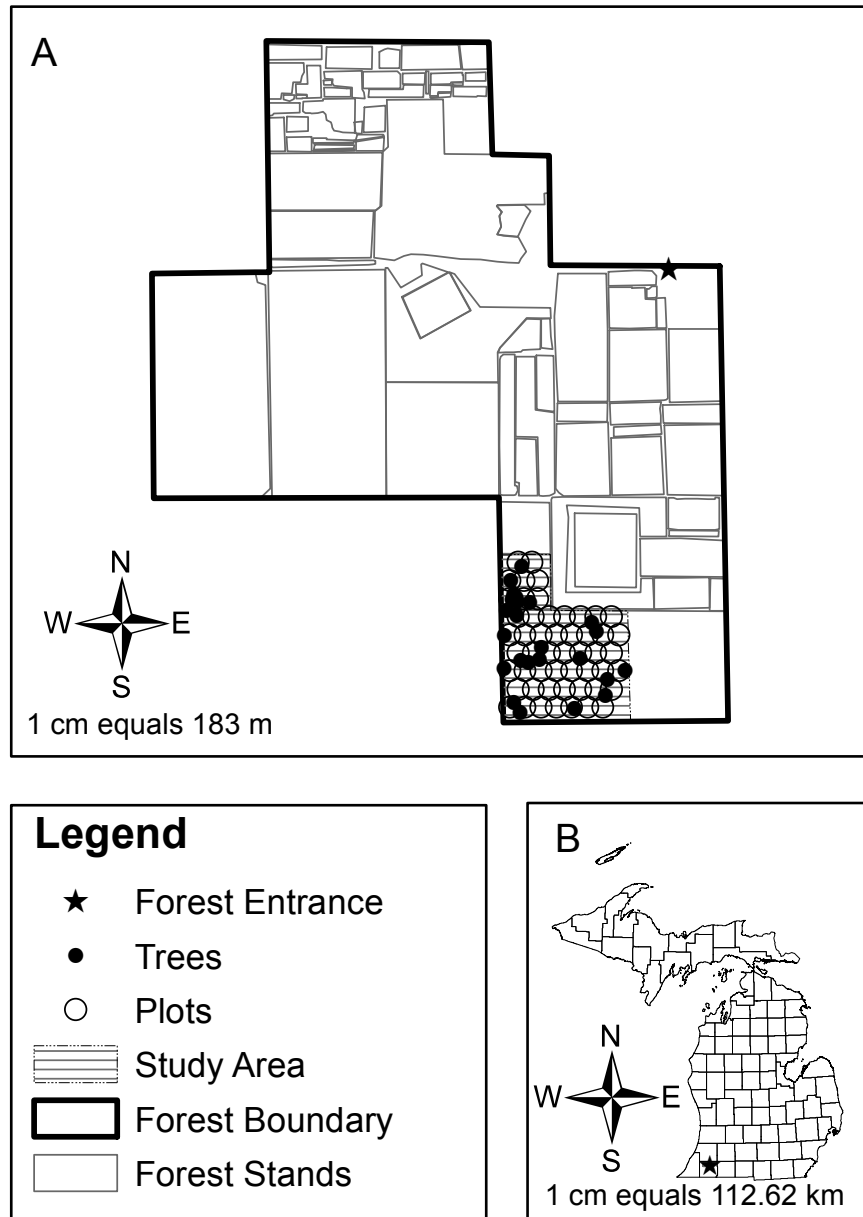 A
N
W E
S
1 cm equals 183 m
Legend
Forest Entrance
Trees
Plots
Study Area
Forest Boundary
Forest Stands
B
N
W E
S
1 cm equals 112.62 km